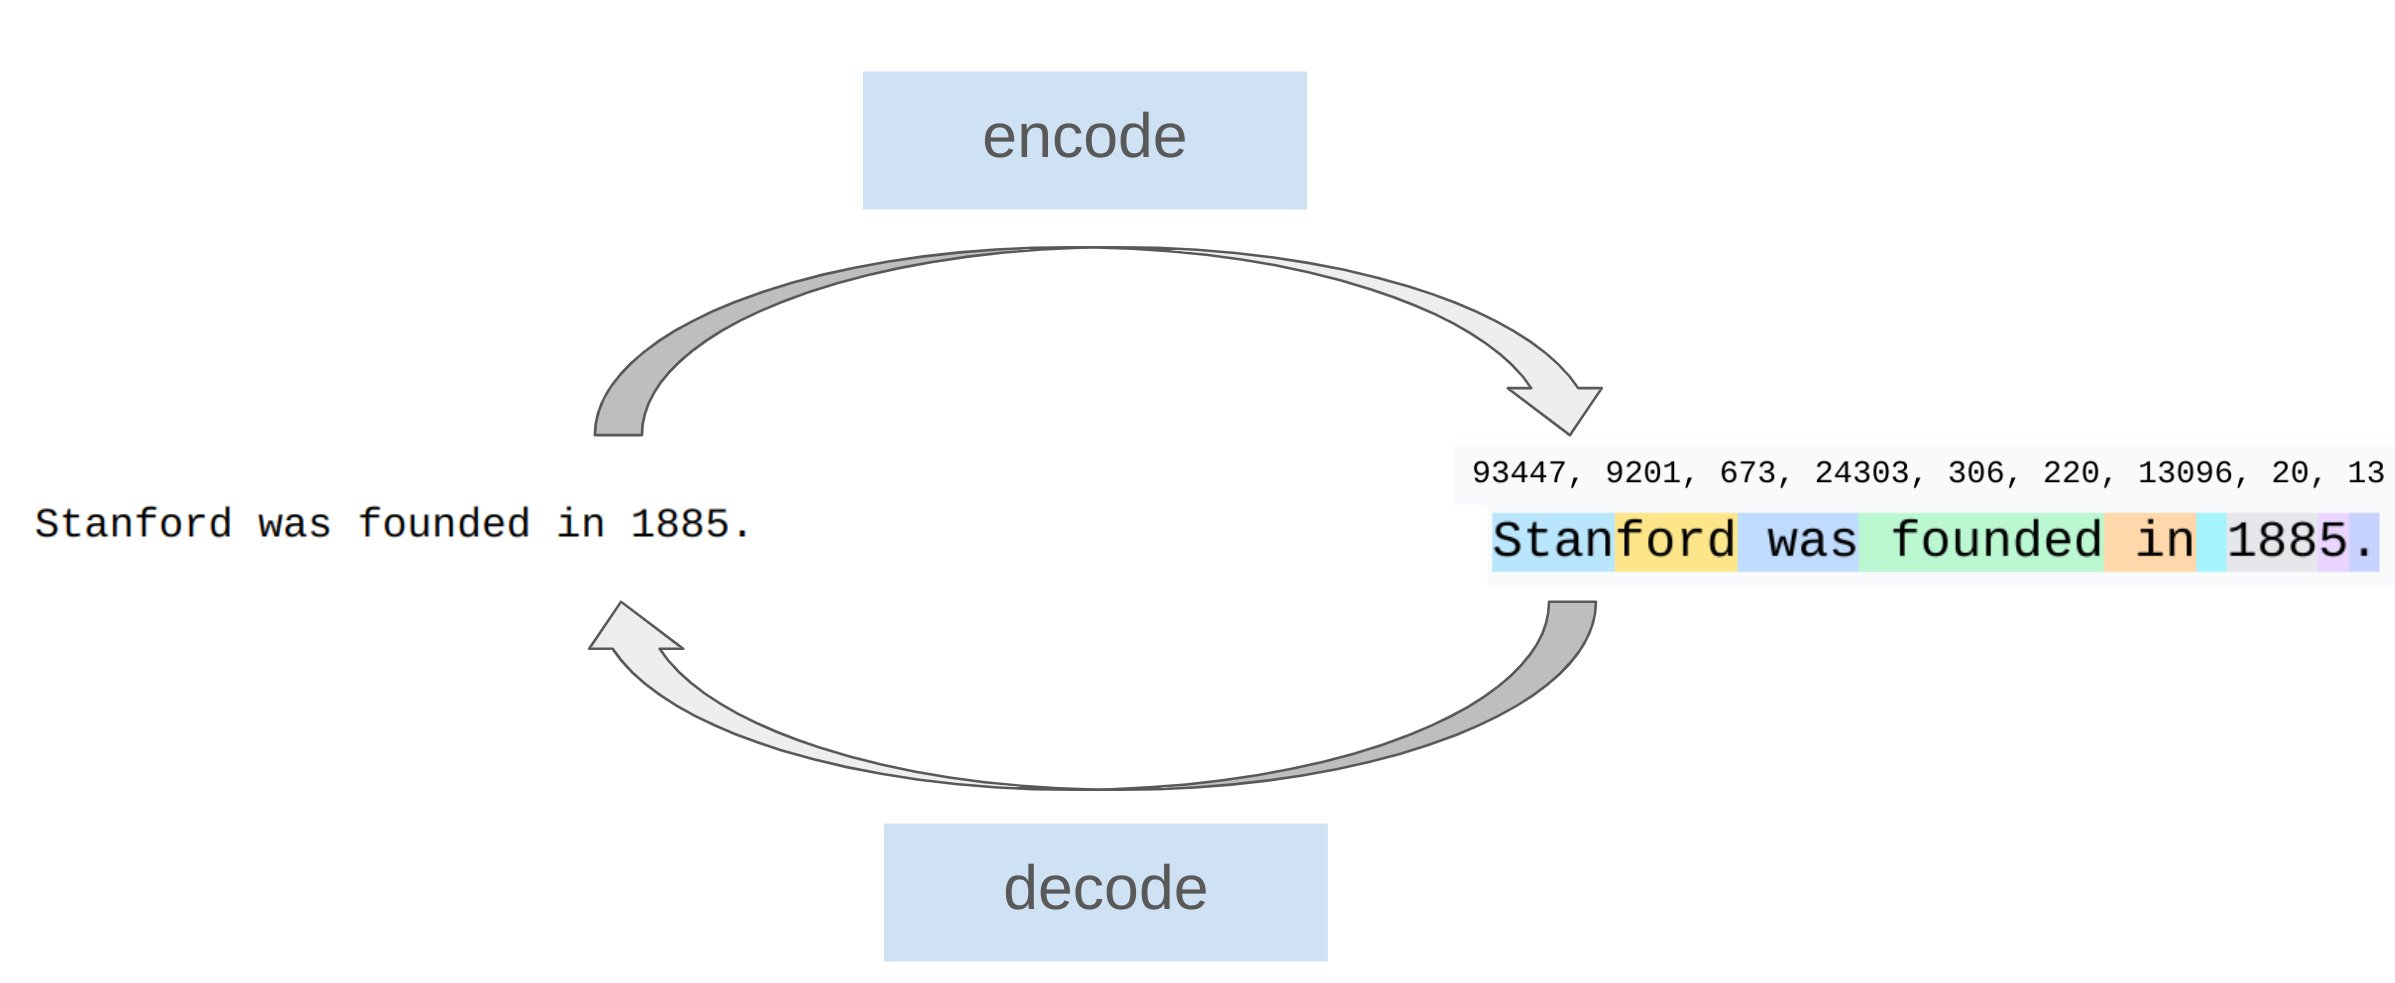 encode
93447, 9201, 673, 24303, 306, 220, 13096, 20, 13
Stanford was founded in 1885.
Stanford was founded in 1885.
decode